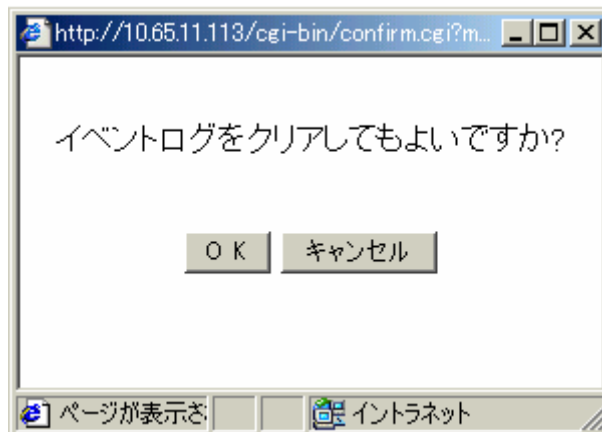 http://10.65.11.113/cgi-bin/confirm.cgi?m...
イベントログをクリアしてもよいですか?
OK キャンセル
ページが表示さ イントラネット